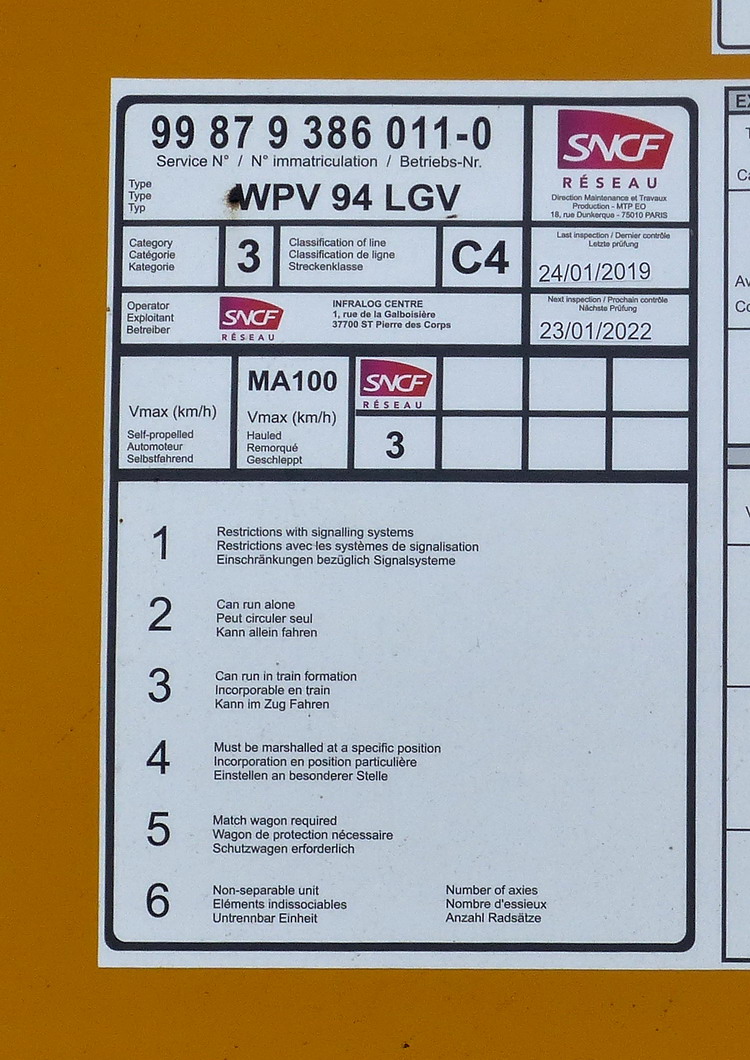 99 87 9 386 011-0
Service N° / N° immatriculation / Betriebs-Nr.
Type
Type
Typ
WPV 94 LGV
SNCF
RÉSEAU
Direction Maintenance et Travaux
Production - MTP EO
18, rue Dunkerque - 75010 PARIS
Category
Catégorie
Kategorie
3
Classification of line
Classification de ligne
Streckenklasse
C4
Last inspection / Dernier contrôle
Letzte prüfung
24/01/2019
Operator
Exploitant
Betreiber
SNCF
RÉSEAU
INFRALOG CENTRE
1, rue de la Galboisière
37700 ST Pierre des Corps
Next inspection / Prochain contrôle
Nächste Prüfung
23/01/2022
Vmax (km/h)
Self-propelled
Automoteur
Selbstfahrend
MA100
Vmax (km/h)
Hauled
Remorqué
Geschleppt
SNCF
RÉSEAU
3
1
Restrictions with signalling systems
Restrictions avec les systèmes de signalisation
Einschränkungen bezüglich Signalsysteme
2
Can run alone
Peut circuler seul
Kann allein fahren
3
Can run in train formation
Incorporable en train
Kann im Zug Fahren
4
Must be marshalled at a specific position
Incorporation en position particulière
Einstellen an besonderer Stelle
5
Match wagon required
Wagon de protection nécessaire
Schutzwagen erforderlich
6
Non-separable unit
Eléments indissociables
Untrennbar Einheit
Number of axies
Nombre d'essieux
Anzahl Radsätze